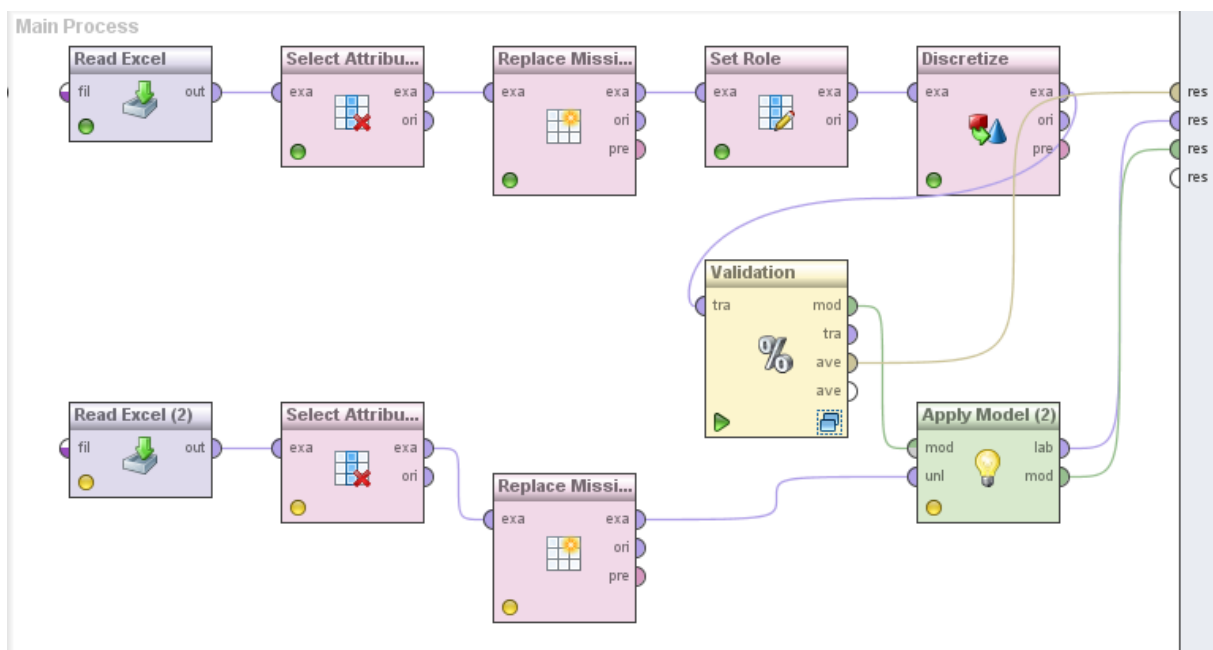 Main Process
Read Excel
fil out
Select Attribu...
exa exa
ori
Replace Missi...
exa exa
ori
pre
Set Role
exa exa
ori
Discretize
exa exa
ori
pre
res
res
res
res
Validation
tra mod
tra
ave
ave
Read Excel (2)
fil out
Select Attribu...
exa exa
ori
Replace Missi...
exa exa
ori
pre
Apply Model (2)
mod lab
unl mod